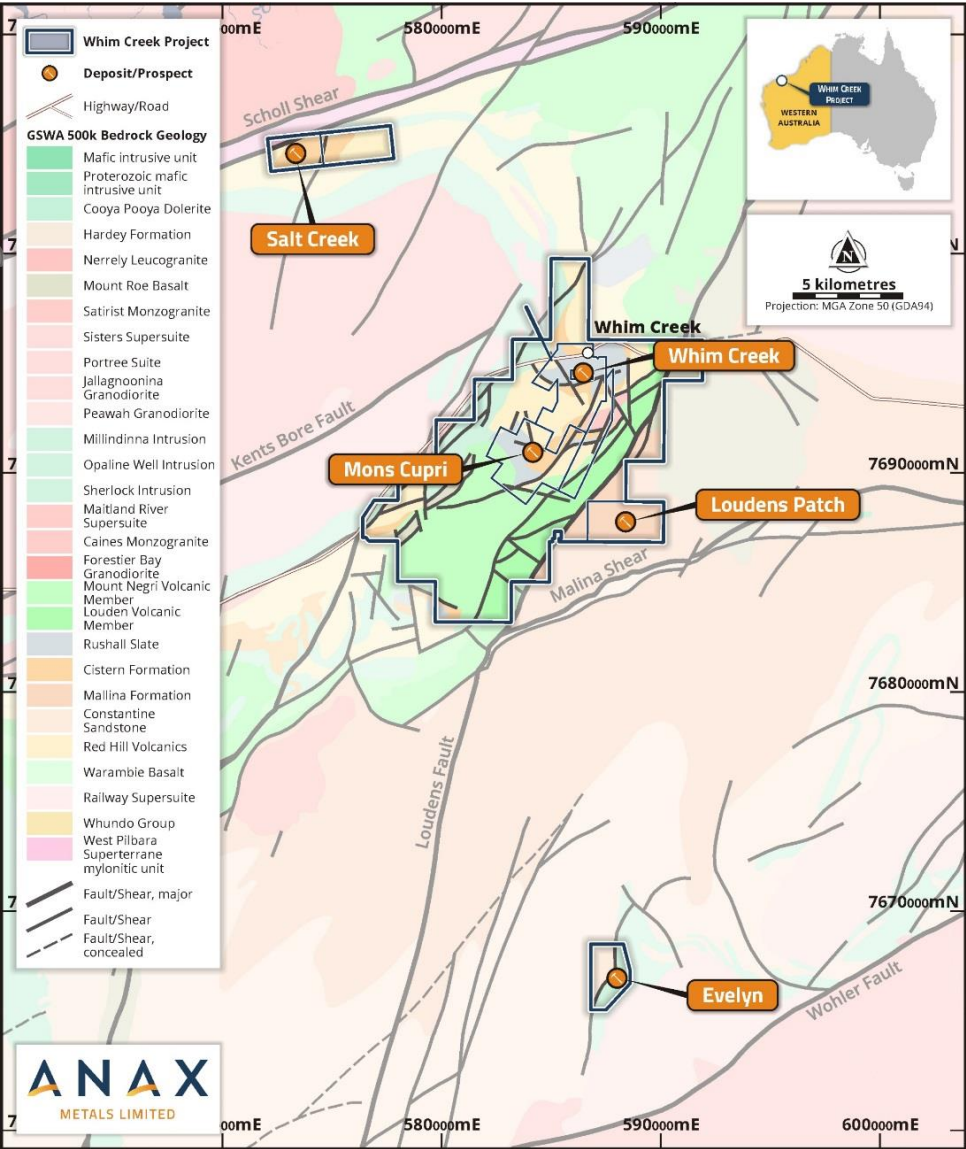 000mE
580000mE
590000mE
Whim Creek Project
Deposit/Prospect
Highway/Road
GSWA 500k Bedrock Geology
Mafic intrusive unit
Proterozoic mafic
intrusive unit
Cooya Pooya Dolerite
Hardey Formation
Nerrely Leucogranite
Mount Roe Basalt
Satirist Monzogranite
Sisters Supersuite
Portree Suite
Jallagnoonina
Granodiorite
Peawah Granodiorite
Millindinna Intrusion
Opaline Well Intrusion
Sherlock Intrusion
Maitland River
Supersuite
Caines Monzogranite
Forestier Bay
Granodiorite
Mount Negri Volcanic
Member
Louden Volcanic
Member
Rushall Slate
Cistern Formation
Mallina Formation
Constantine
Sandstone
Red Hill Volcanics
Warambie Basalt
Railway Supersuite
Whundo Group
West Pilbara
Superterrane
mylonitic unit
Fault/Shear, major
Fault/Shear
Fault/Shear,
concealed
WHIM CREEK
PROJECT
WESTERN
AUSTRALIA
N
5 kilometres
Projection: MGA Zone 50 (GDA94)
Scholl Shear
Salt Creek
Whim Creek
Whim Creek
Kents Bore Fault
Mons Cupri
7690000mN
Loudens Patch
Malina Shear
7680000mN
Loudens Fault
7670000mN
Evelyn
Wohler Fault
ANAX
METALS LIMITED
000mE
580000mE
590000mE
600000mE